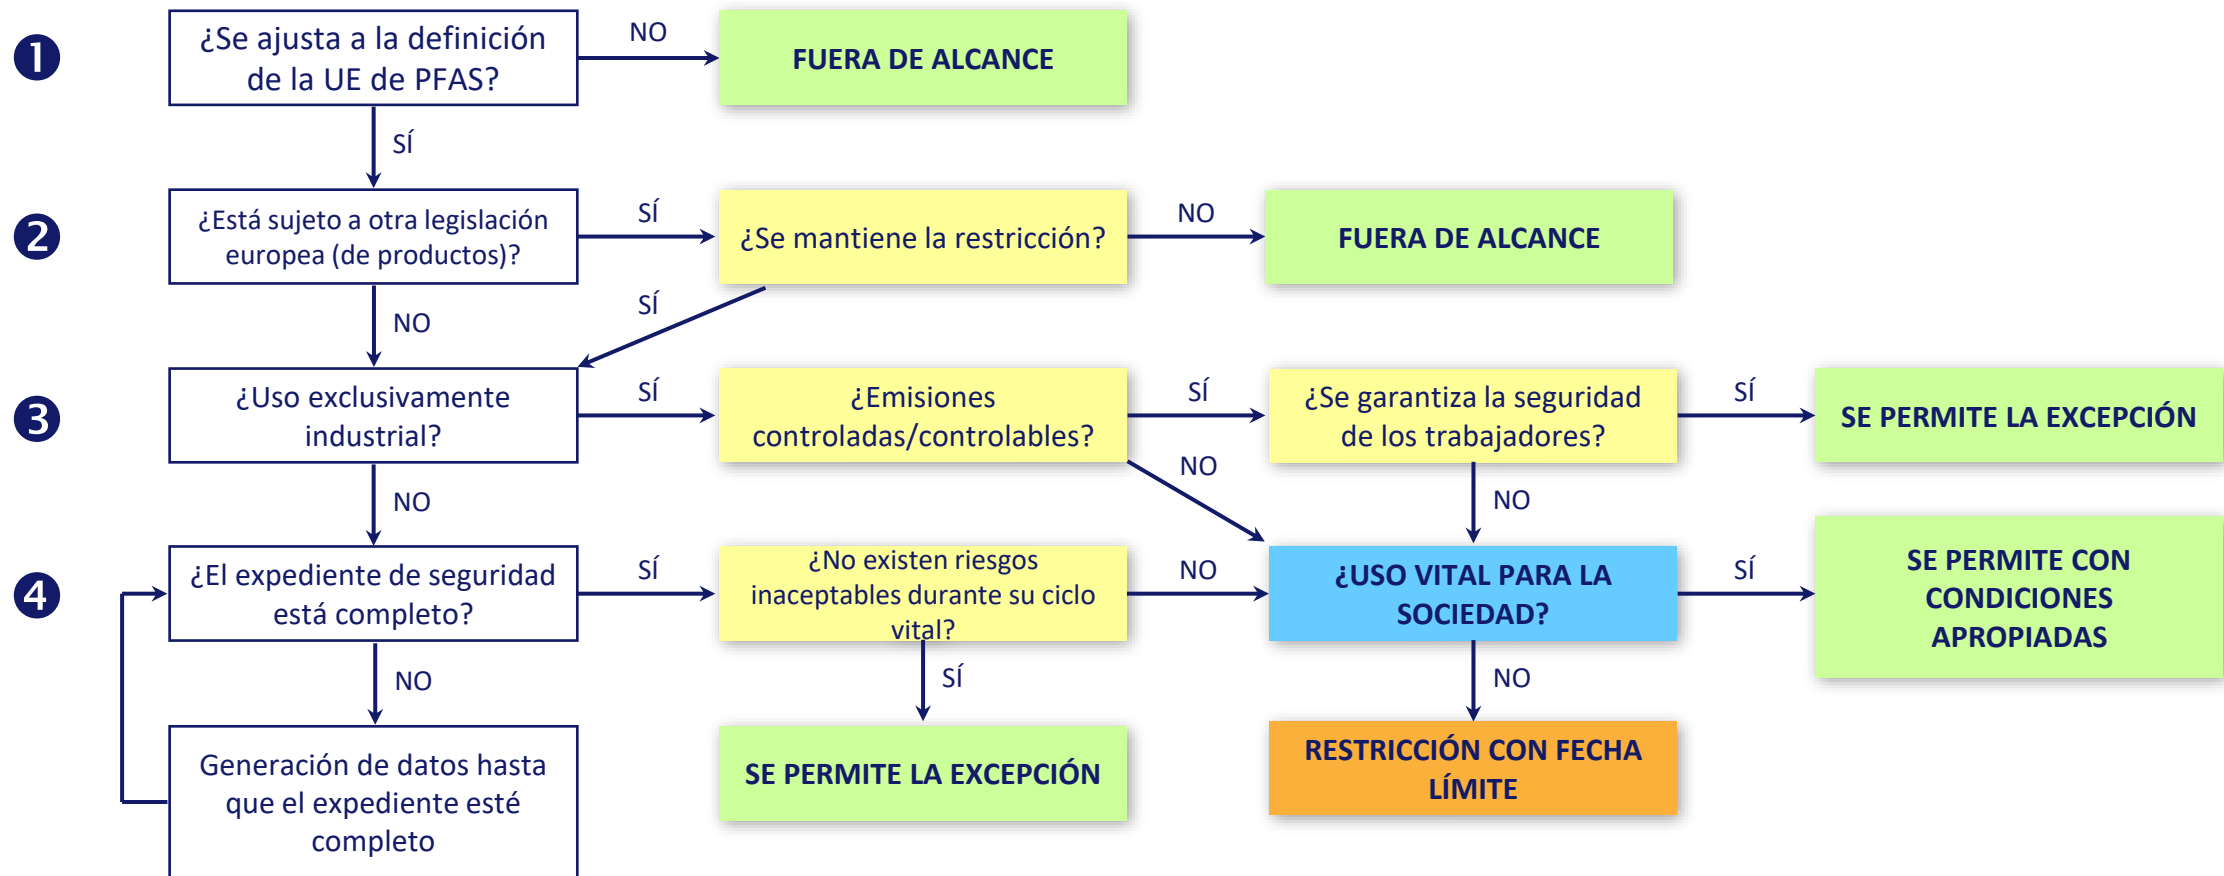 ❶
¿Se ajusta a la definición
de la UE de PFAS?
NO
FUERA DE ALCANCE
SÍ
❷
¿Está sujeto a otra legislación
europea (de productos)?
SÍ
¿Se mantiene la restricción?
NO
FUERA DE ALCANCE
SÍ
NO
❸
¿Uso exclusivamente
industrial?
SÍ
¿Emisiones
controladas/controlables?
SÍ
¿Se garantiza la seguridad
de los trabajadores?
SÍ
SE PERMITE LA EXCEPCIÓN
NO
NO
NO
❹
¿El expediente de seguridad
está completo?
SÍ
¿No existen riesgos
inaceptables durante su ciclo
vital?
NO
¿USO VITAL PARA LA
SOCIEDAD?
SÍ
SE PERMITE CON
CONDICIONES
APROPIADAS
NO
SÍ
NO
Generación de datos hasta
que el expediente esté
completo
SE PERMITE LA EXCEPCIÓN
RESTRICCIÓN CON FECHA
LÍMITE